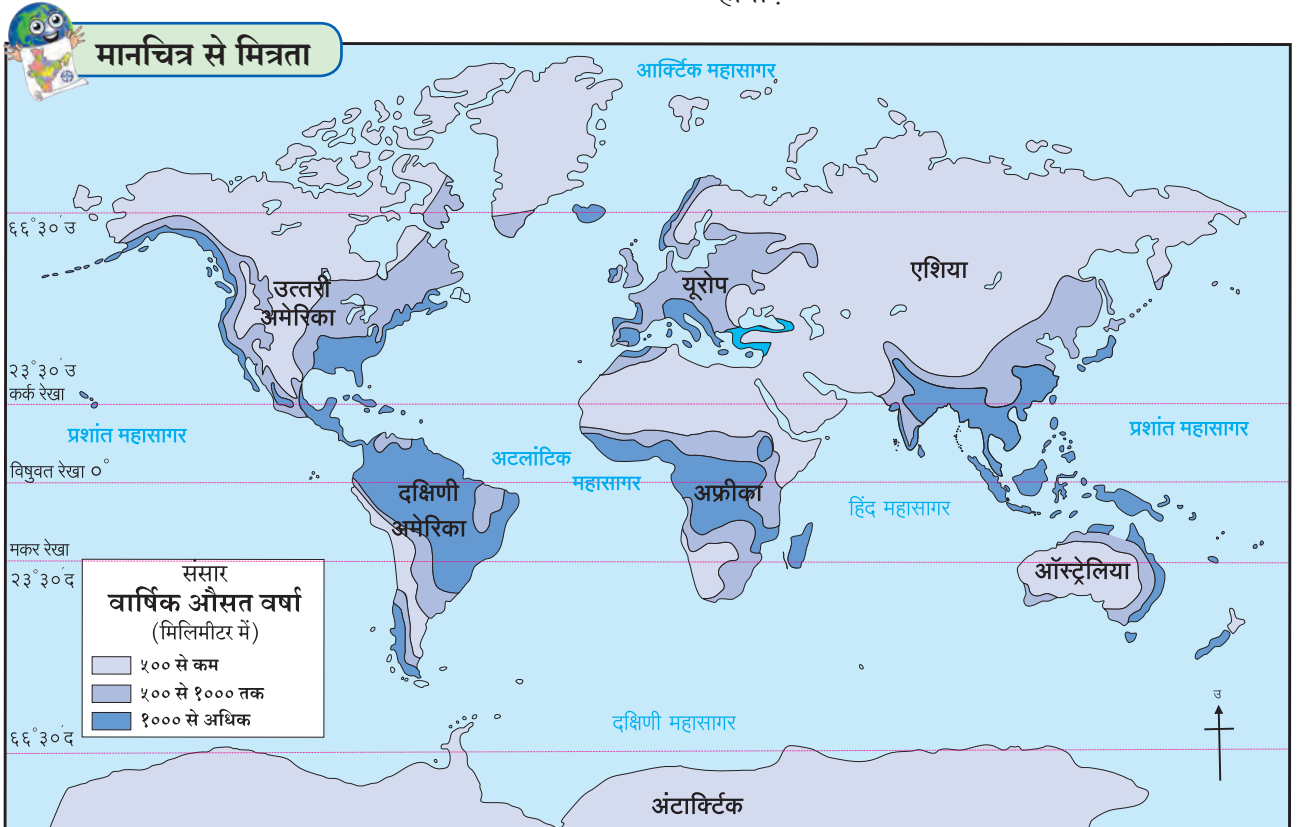 मानचित्र से मित्रता
आर्क्टिक महासागर
६६°३०' उ
एशिया
यूरोप
उत्तरी
अमेरिका
२३°३०' उ
कर्क रेखा
प्रशांत महासागर
प्रशांत महासागर
अटलांटिक
महासागर
विषुवत रेखा ०°
दक्षिणी
अमेरिका
अफ्रीका
हिंद महासागर
मकर रेखा
२३°३०' द
ऑस्ट्रेलिया
संसार
वार्षिक औसत वर्षा
(मिलिमीटर में)
५०० से कम
५०० से १००० तक
१००० से अधिक
उ
दक्षिणी महासागर
६६°३०' द
अंटार्क्टिक